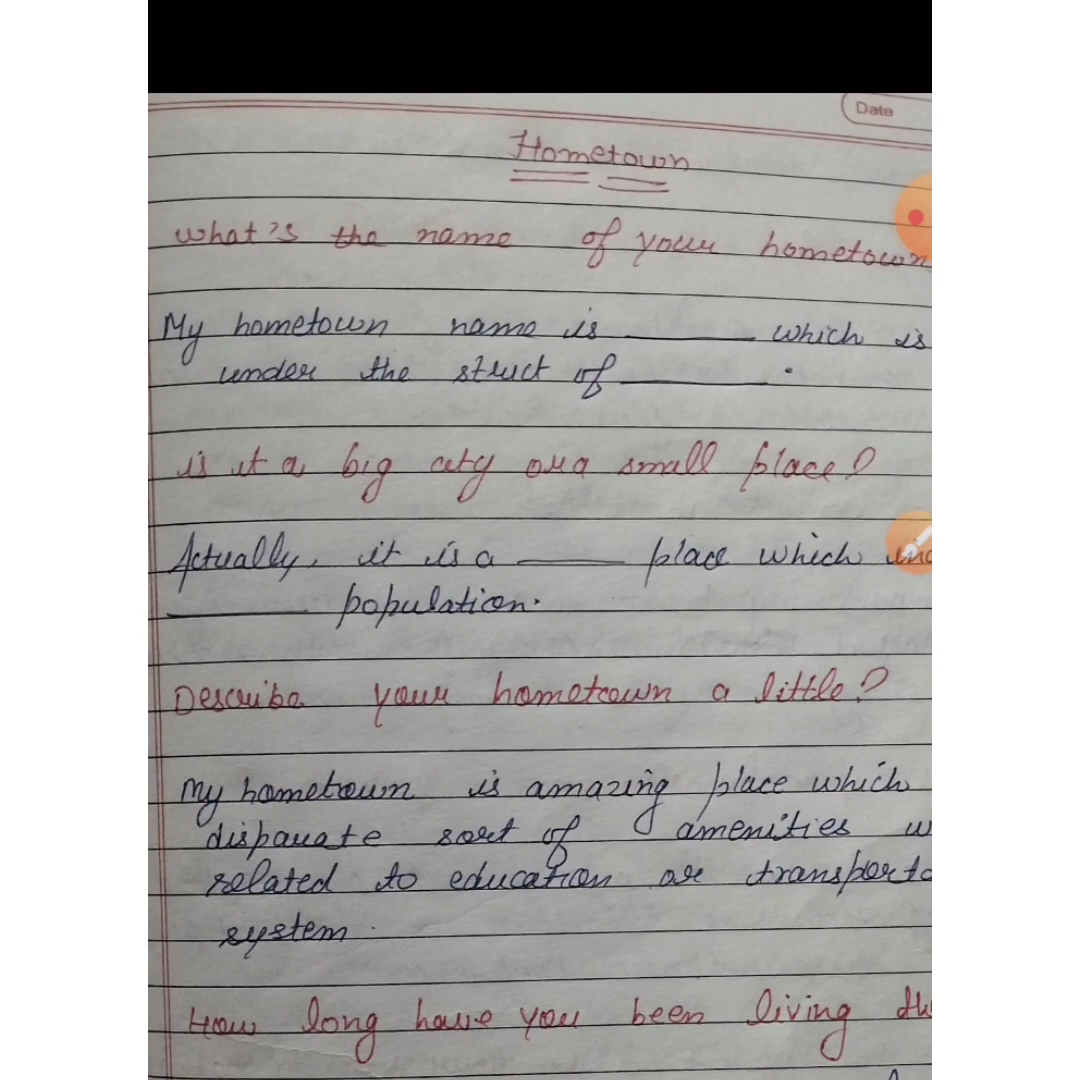 Date
Hometown
what's the name of your hometown
My hometown name is ______ which is
under the struct of ______.
is it a big city or a small place?
Actually, it is a ______ place which
______ population.
Describe your hometown a little?
My hometown is amazing place which
disparate sort of amenities
related to education are
system.
How long have you been living